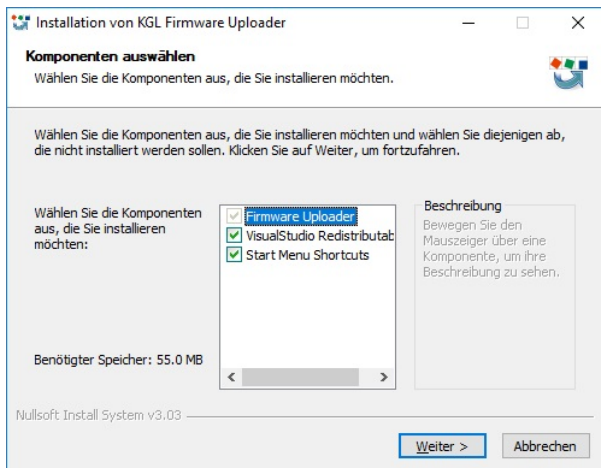 Installation von KGL Firmware Uploader
Komponenten auswählen
Wählen Sie die Komponenten aus, die Sie installieren möchten.
Wählen Sie die Komponenten aus, die Sie installieren möchten und wählen Sie diejenigen ab,
die nicht installiert werden sollen. Klicken Sie auf Weiter, um fortzufahren.
Wählen Sie die Komponenten
aus, die Sie installieren
möchten:
Firmware Uploader
VisualStudio Redistributab
Start Menu Shortcuts
Beschreibung
Bewegen Sie den
Mauszeiger über eine
Komponente, um ihre
Beschreibung zu sehen.
Benötigter Speicher: 55.0 MB
Nullsoft Install System v3.03
Weiter >
Abbrechen